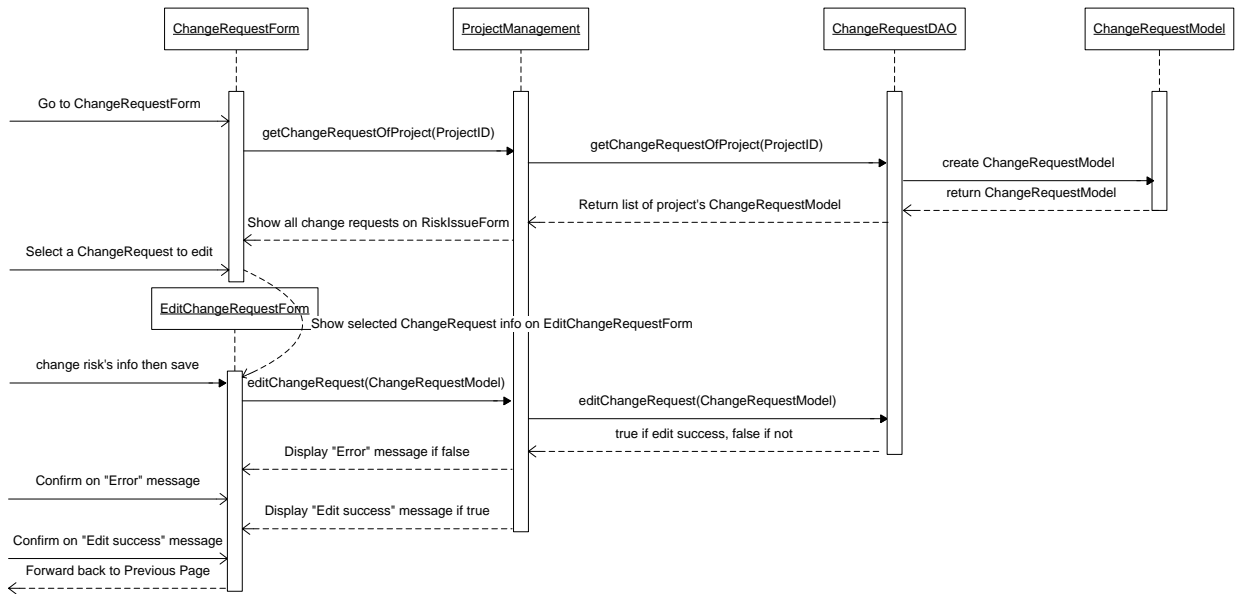 ChangeRequestForm
ProjectManagement
ChangeRequestDAO
ChangeRequestModel
Go to ChangeRequestForm
getChangeRequestOfProject(ProjectID)
getChangeRequestOfProject(ProjectID)
create ChangeRequestModel
return ChangeRequestModel
Return list of project's ChangeRequestModel
Show all change requests on RiskIssueForm
Select a ChangeRequest to edit
EditChangeRequestForm
Show selected ChangeRequest info on EditChangeRequestForm
change risk's info then save
editChangeRequest(ChangeRequestModel)
editChangeRequest(ChangeRequestModel)
true if edit success, false if not
Display "Error" message if false
Confirm on "Error" message
Display "Edit success" message if true
Confirm on "Edit success" message
Forward back to Previous Page